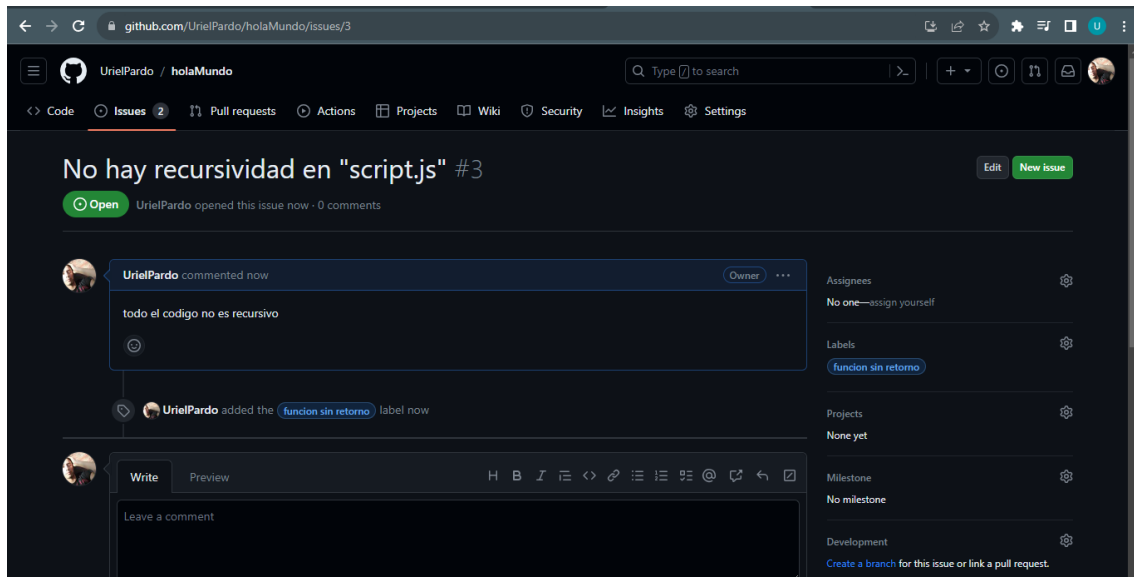 github.com/UrielPardo/holaMundo/issues/3
U
UrielPardo / holaMundo
Type / to search
Code Issues 2 Pull requests Actions Projects Wiki Security Insights Settings
No hay recursividad en "script.js" #3
Edit New issue
Open UrielPardo opened this issue now · 0 comments
UrielPardo commented now Owner
todo el codigo no es recursivo
UrielPardo added the funcion sin retorno label now
Write Preview
Leave a comment
Assignees
No one—assign yourself
Labels
funcion sin retorno
Projects
None yet
Milestone
No milestone
Development
Create a branch for this issue or link a pull request.